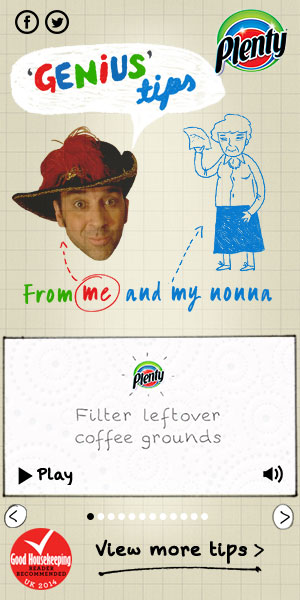 Plenty
'GENiUS'
tips
From me and my nonna
Plenty
Filter leftover
coffee grounds
Play
Good Housekeeping
READER
RECOMMENDED
UK 2014
View more tips >